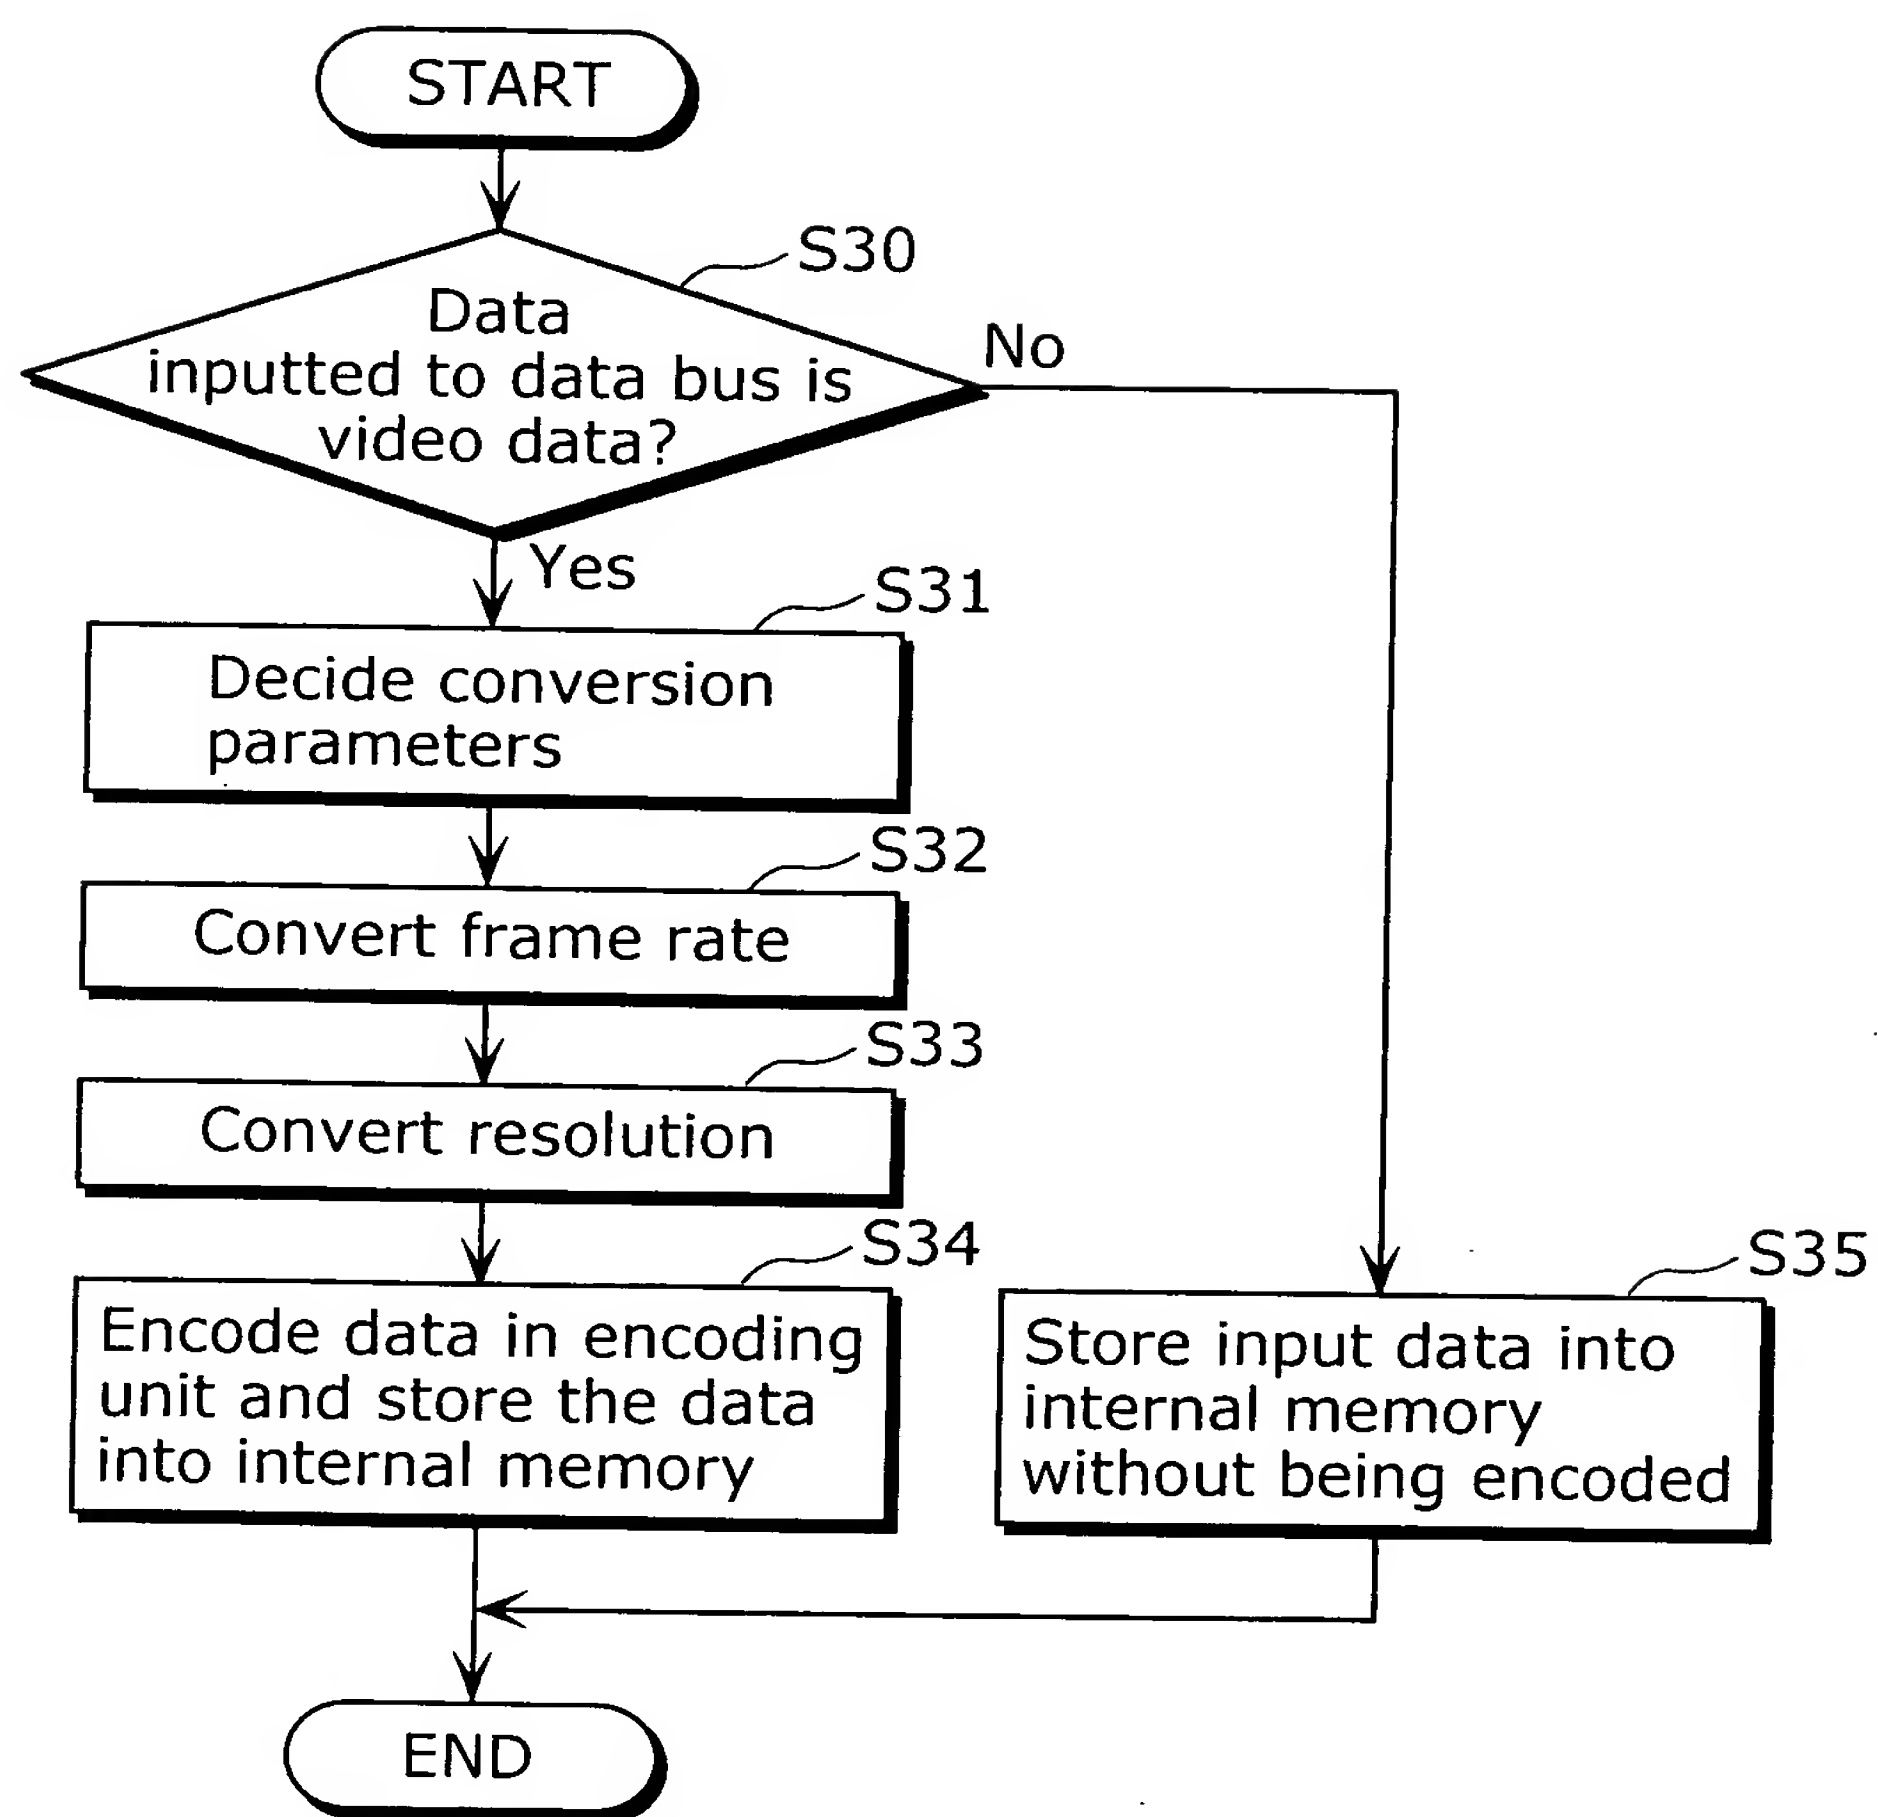 START
S30
Data
inputted to data bus is
video data?
No
Yes
S31
Decide conversion
parameters
S32
Convert frame rate
S33
Convert resolution
S34
Encode data in encoding
unit and store the data
into internal memory
S35
Store input data into
internal memory
without being encoded
END